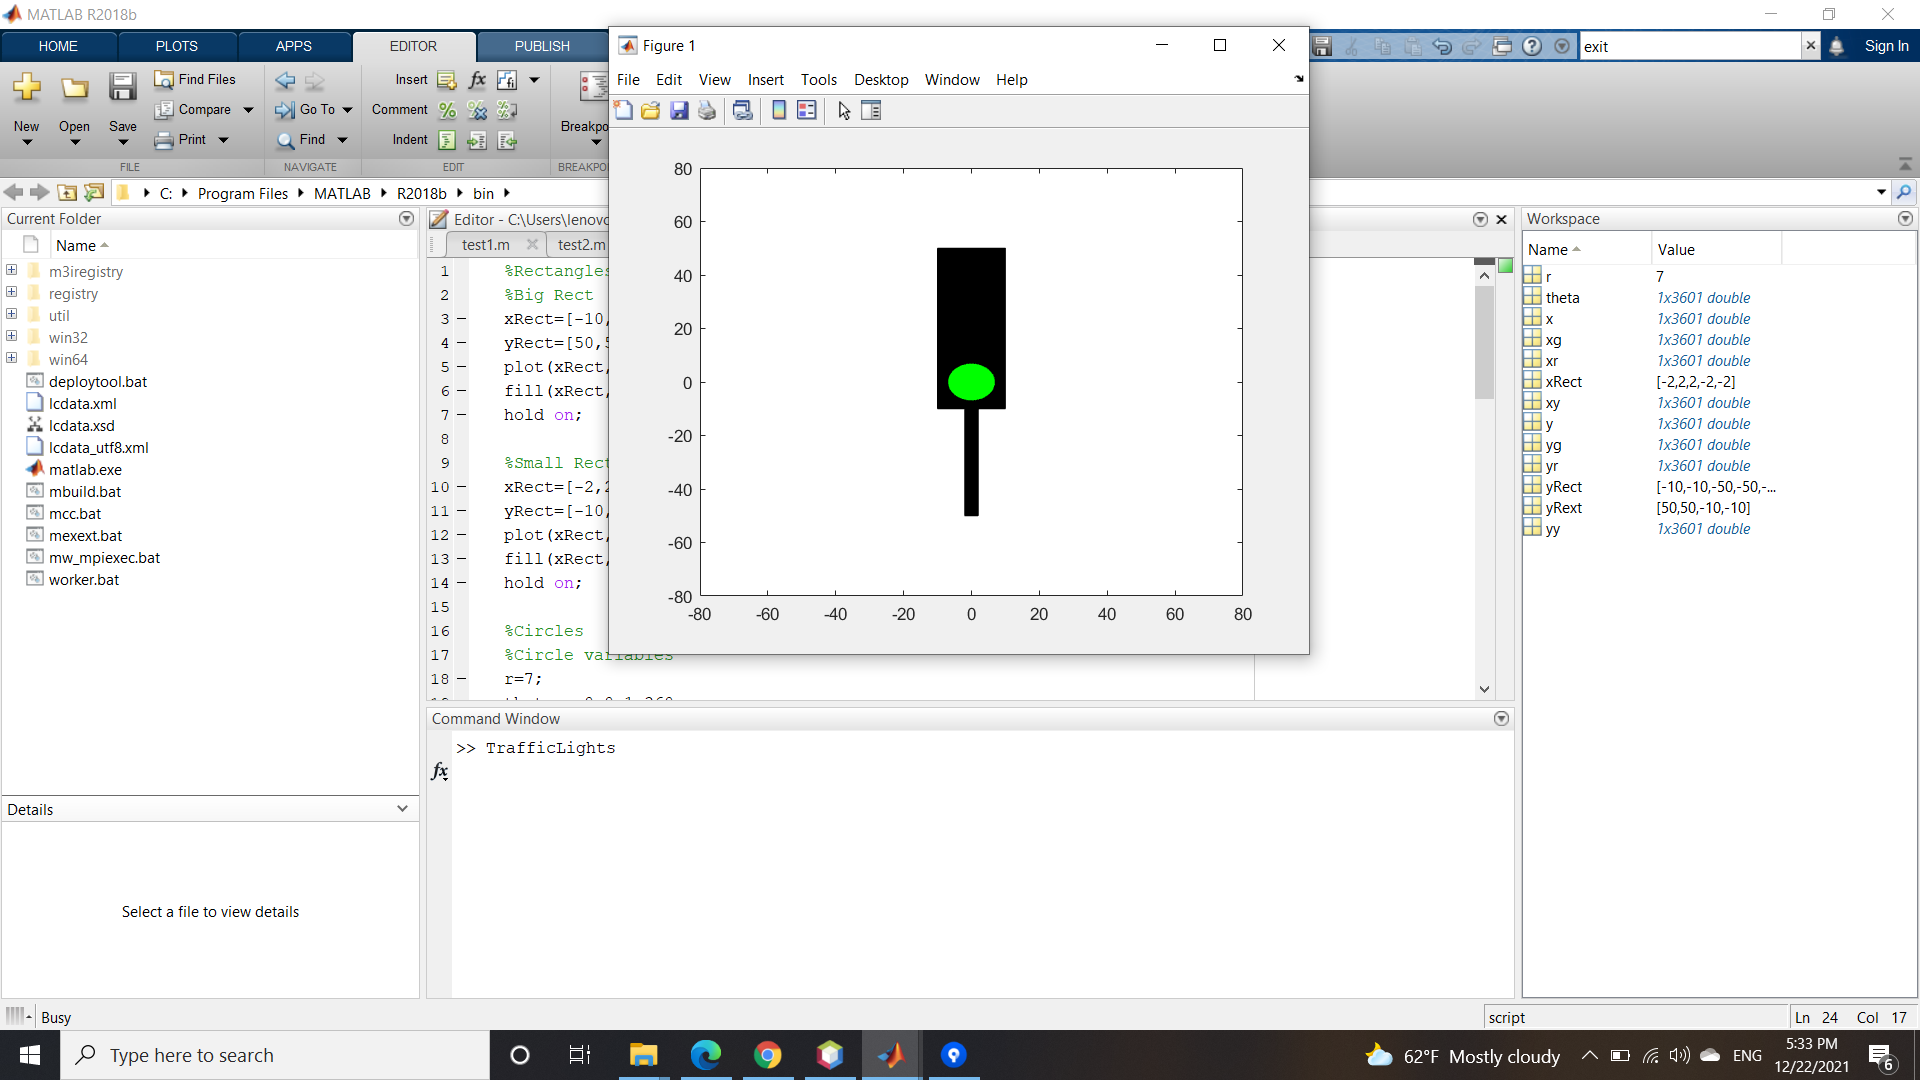 MATLAB R2018b
HOME PLOTS APPS EDITOR PUBLISH
exit
Sign In
Figure 1
File Edit View Insert Tools Desktop Window Help
New Open Save
Find Files
Compare
Print
Go To
Find
Insert
Comment
Indent
Breakpo
FILE NAVIGATE EDIT BREAKPO
C: Program Files MATLAB R2018b bin
Current Folder
Name
m3iregistry
registry
util
win32
win64
deploytool.bat
lcdata.xml
lcdata.xsd
lcdata_utf8.xml
matlab.exe
mbuild.bat
mcc.bat
mexext.bat
mw_mpiexec.bat
worker.bat
Details
Select a file to view details
Editor - C:\Users\lenovo
test1.m test2.m
1 %Rectangles
2 %Big Rect
3 xRect=[-10,
4 yRect=[50,5
5 plot(xRect,
6 fill(xRect,
7 hold on;
8
9 %Small Rect
10 xRect=[-2,2
11 yRect=[-10,
12 plot(xRect,
13 fill(xRect,
14 hold on;
15
16 %Circles
17 %Circle variables
18 r=7;
80
60
40
20
0
-20
-40
-60
-80
-80 -60 -40 -20 0 20 40 60 80
Command Window
>> TrafficLights
fx
Workspace
Name Value
r 7
theta 1x3601 double
x 1x3601 double
xg 1x3601 double
xr 1x3601 double
xRect [-2,2,2,-2,-2]
xy 1x3601 double
y 1x3601 double
yg 1x3601 double
yr 1x3601 double
yRect [-10,-10,-50,-50,-...
yRext [50,50,-10,-10]
yy 1x3601 double
Busy
script
Ln 24 Col 17
Type here to search
62°F Mostly cloudy
ENG
5:33 PM
12/22/2021
6